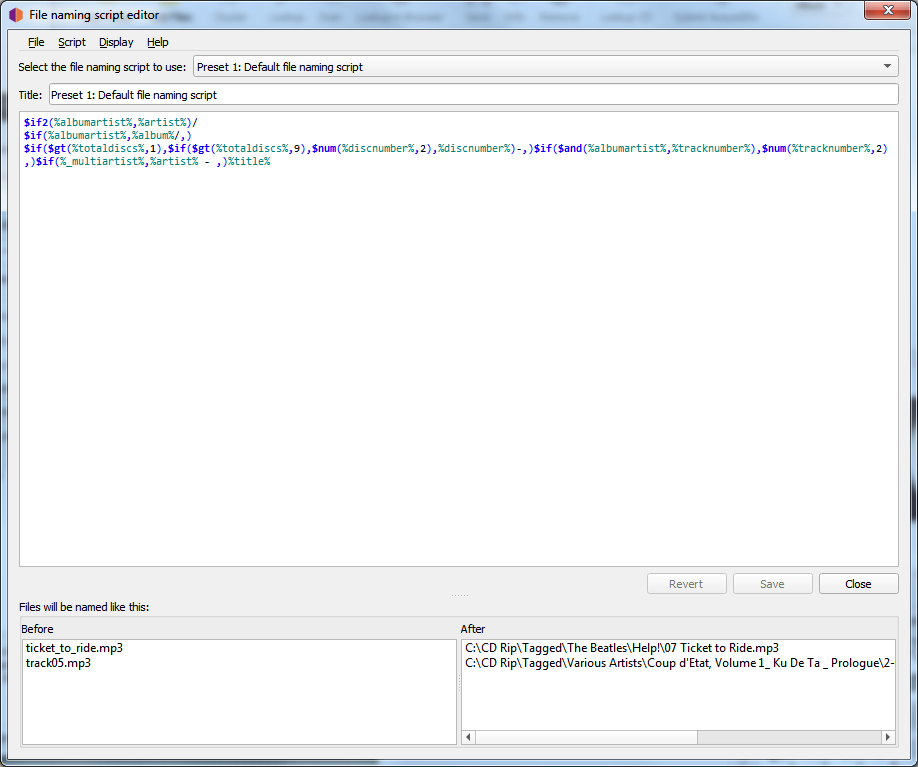 File naming script editor
File Script Display Help
Select the file naming script to use: Preset 1: Default file naming script
Title: Preset 1: Default file naming script
$if2(%albumartist%,%artist%)/
$if(%albumartist%,%album%/,)
$if($gt(%totaldiscs%,1),$if($gt(%totaldiscs%,9),$num(%discnumber%,2),%discnumber%)-,)$if($and(%albumartist%,%tracknumber%),$num(%tracknumber%,2)
,)$if(%_multiartist%,%artist% - ,)%title%
Revert Save Close
Files will be named like this:
Before After
ticket_to_ride.mp3 C:\CD Rip\Tagged\The Beatles\Help!\07 Ticket to Ride.mp3
track05.mp3 C:\CD Rip\Tagged\Various Artists\Coup d'Etat, Volume 1_ Ku De Ta _ Prologue\2-